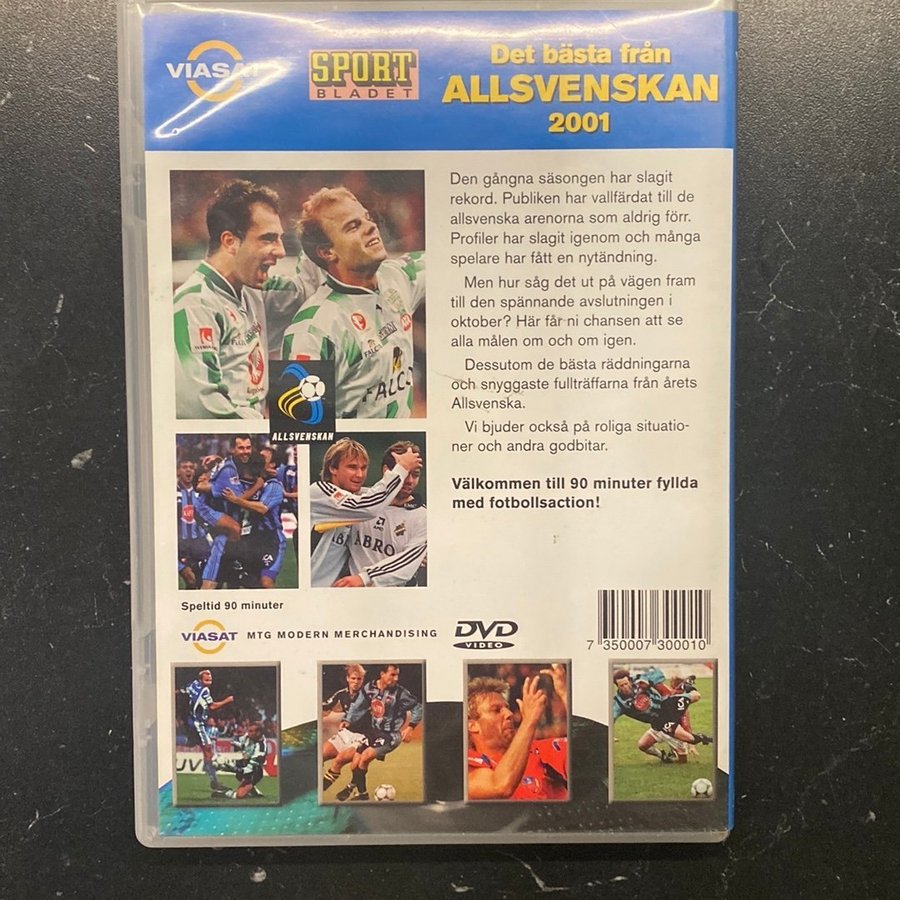 VIASAT
SPORT
BLADET
Det bästa från
ALLSVENSKAN
2001
Den gångna säsongen har slagit
rekord. Publiken har vallfärdat till de
allsvenska arenorna som aldrig förr.
Profiler har slagit igenom och många
spelare har fått en nytändning.
Men hur såg det ut på vägen fram
till den spännande avslutningen i
oktober? Här får ni chansen att se
alla målen om och om igen.
Dessutom de bästa räddningarna
och snyggaste fullträffarna från årets
Allsvenska.
Vi bjuder också på roliga situatio-
ner och andra godbitar.
Välkommen till 90 minuter fyllda
med fotbollsaction!
FALCO
ALLSVENSKAN
ÅBRO
Speltid 90 minuter
VIASAT MTG MODERN MERCHANDISING
DVD
VIDEO
7 350007 300010